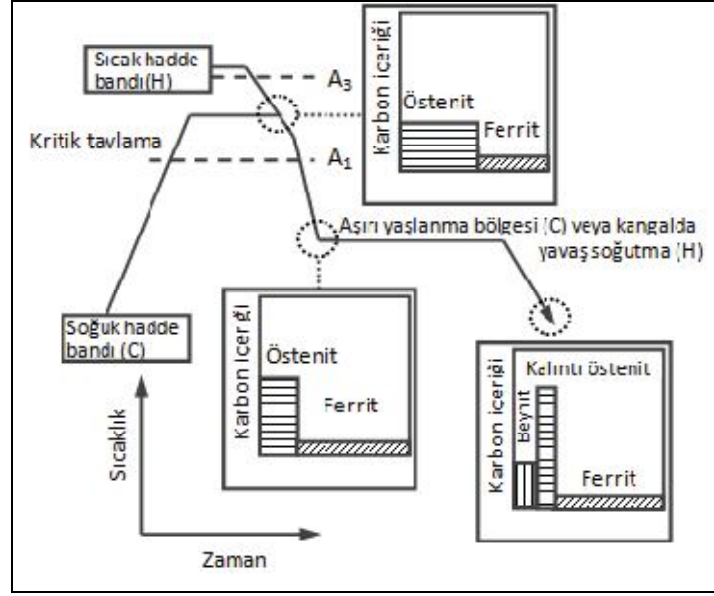 Sıcak hadde
bandı(H)
A3
Kritik tavlama
A1
Karbon içeriği
Östenit
Ferrit
Aşırı yaşlanma bölgesi (C) veya kangalda
yavaş soğutma (H)
Soğuk hadde
bandı (C)
Karbon içeriği
Östenit
Ferrit
Karbon içeriği
Kalıntı östenit
Beynit
Ferrit
Sıcaklık
Zaman